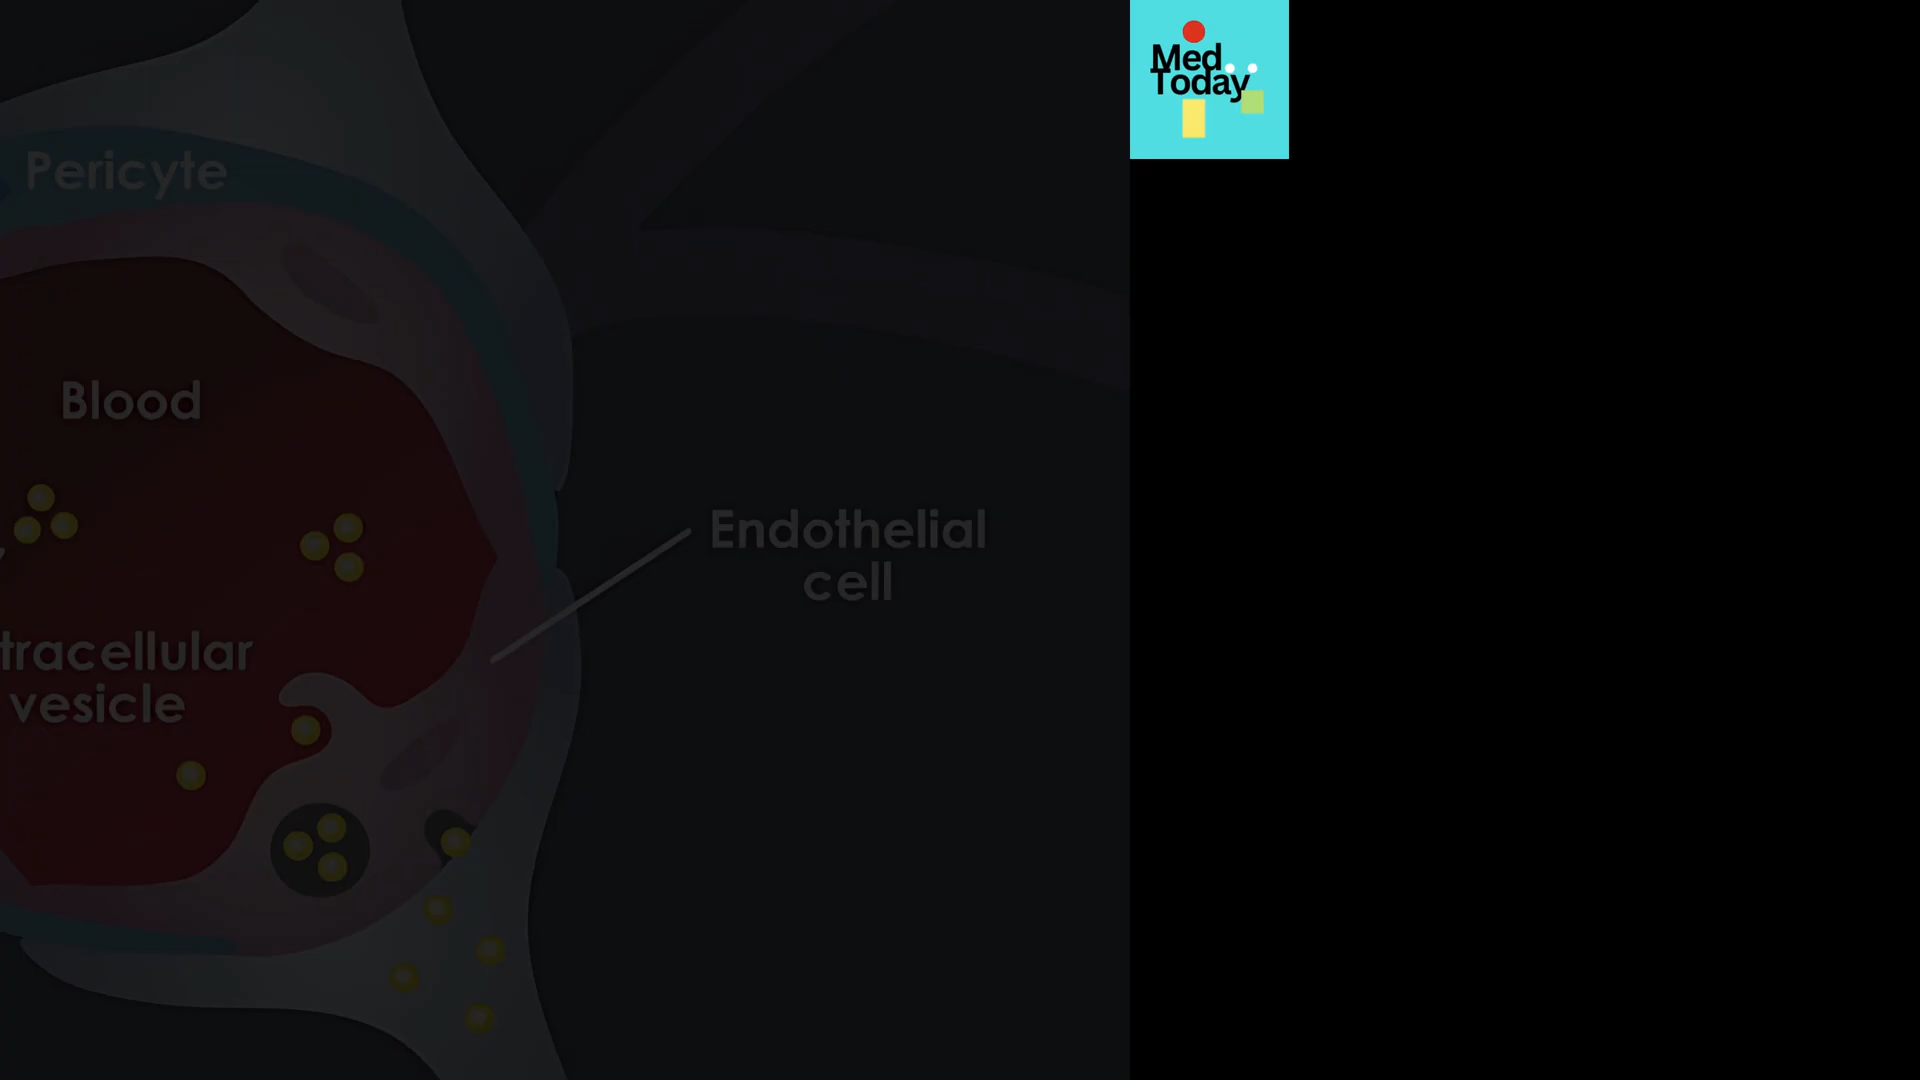 Med
Today
Pericyte
Blood
Endothelial
cell
tracellular
vesicle